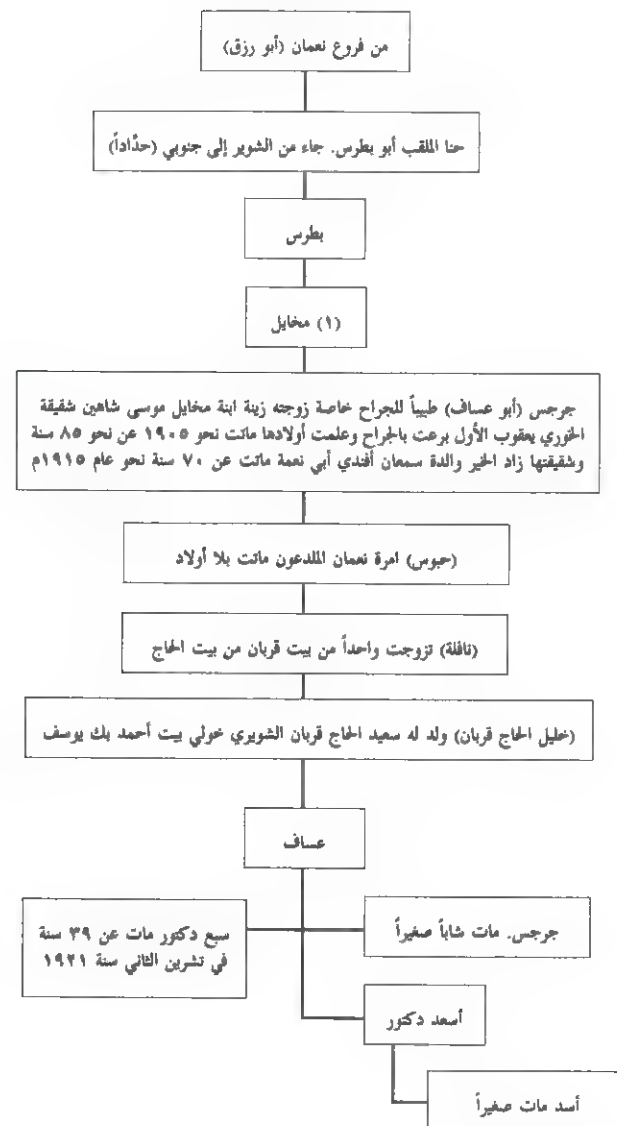 من فروع نعمان (أبو رزق)
حنا الملقب أبو بطرس. جاء من الشوير إلى جنوبي (حدّاداً)
بطرس
(١) مخايل
جرجس (أبو عساف) طبيباً للجراح خاصة زوجته زينة ابنة مخايل موسى شاهين شقيقة
الخوري يعقوب الأول برعت بالجراح وعلمت أولادها ماتت نحو ١٩٠٥ عن نحو ٨٥ سنة
وشقيقتها زاد الخير والدة سمعان أفندي أبي نعمة ماتت عن ٧٠ سنة نحو عام ١٩١٥م
(حبوس) امرة نعمان الملدعون ماتت بلا أولاد
(نافلة) تزوجت واحداً من بيت قربان من بيت الحاج
(خليل الحاج قربان) ولد له سعيد الحاج قربان الشويري خولي بيت أحمد بك يوسف
عساف
جرجس. مات شاباً صغيراً
سبع دكتور مات عن ٣٩ سنة
في تشرين الثاني سنة ١٩٢١
أسعد دكتور
أسد مات صغيراً